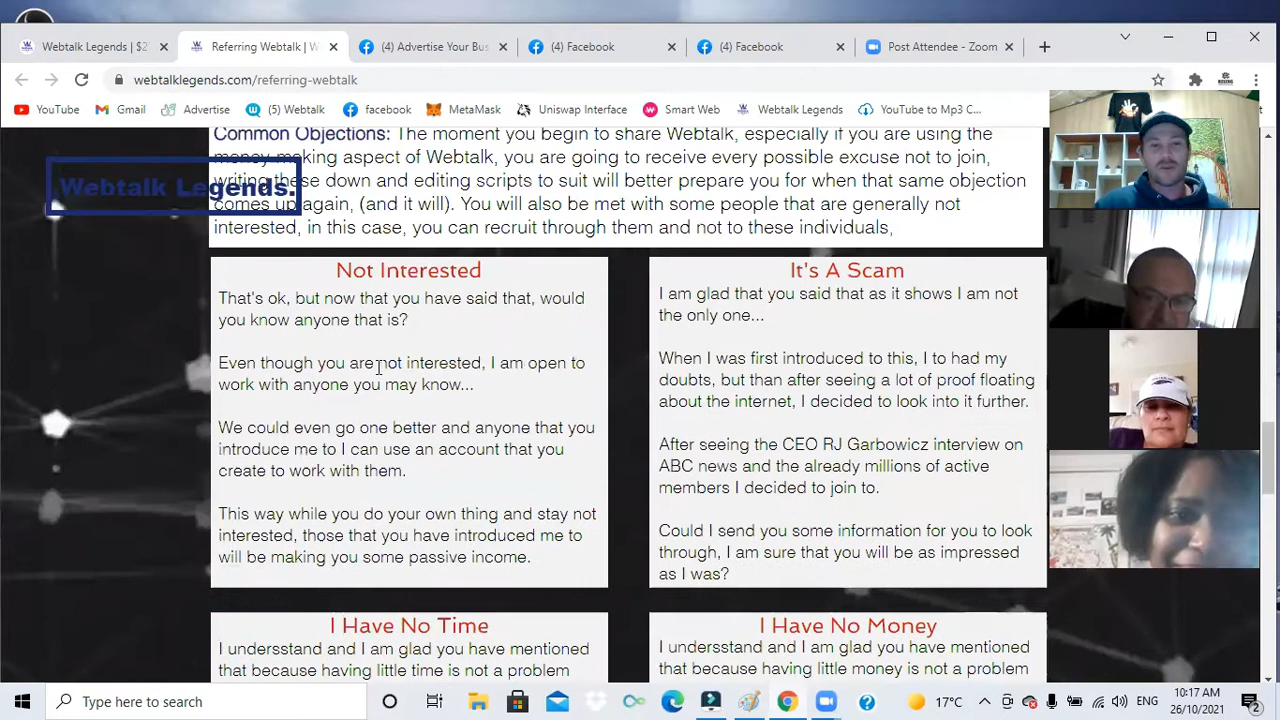 Webtalk Legends | $2
Referring Webtalk | W
(4) Advertise Your Bus
(4) Facebook
(4) Facebook
Post Attendee - Zoom
webtalklegends.com/referring-webtalk
YouTube
Gmail
Advertise
(5) Webtalk
facebook
MetaMask
Uniswap Interface
Smart Web
Webtalk Legends
YouTube to Mp3 C...
Webtalk Legends.
Common Objections: The moment you begin to share Webtalk, especially if you are using the
money making aspect of Webtalk, you are going to receive every possible excuse not to join,
writing these down and editing scripts to suit will better prepare you for when that same objection
comes up again, (and it will). You will also be met with some people that are generally not
interested, in this case, you can recruit through them and not to these individuals,
Not Interested
That's ok, but now that you have said that, would
you know anyone that is?
Even though you are not interested, I am open to
work with anyone you may know...
We could even go one better and anyone that you
introduce me to I can use an account that you
create to work with them.
This way while you do your own thing and stay not
interested, those that you have introduced me to
will be making you some passive income.
It's A Scam
I am glad that you said that as it shows I am not
the only one...
When I was first introduced to this, I to had my
doubts, but than after seeing a lot of proof floating
about the internet, I decided to look into it further.
After seeing the CEO RJ Garbowicz interview on
ABC news and the already millions of active
members I decided to join to.
Could I send you some information for you to look
through, I am sure that you will be as impressed
as I was?
I Have No Time
I undersstand and I am glad you have mentioned
that because having little time is not a problem
I Have No Money
I undersstand and I am glad you have mentioned
that because having little money is not a problem
Type here to search
17°C
ENG
10:17 AM
26/10/2021
2